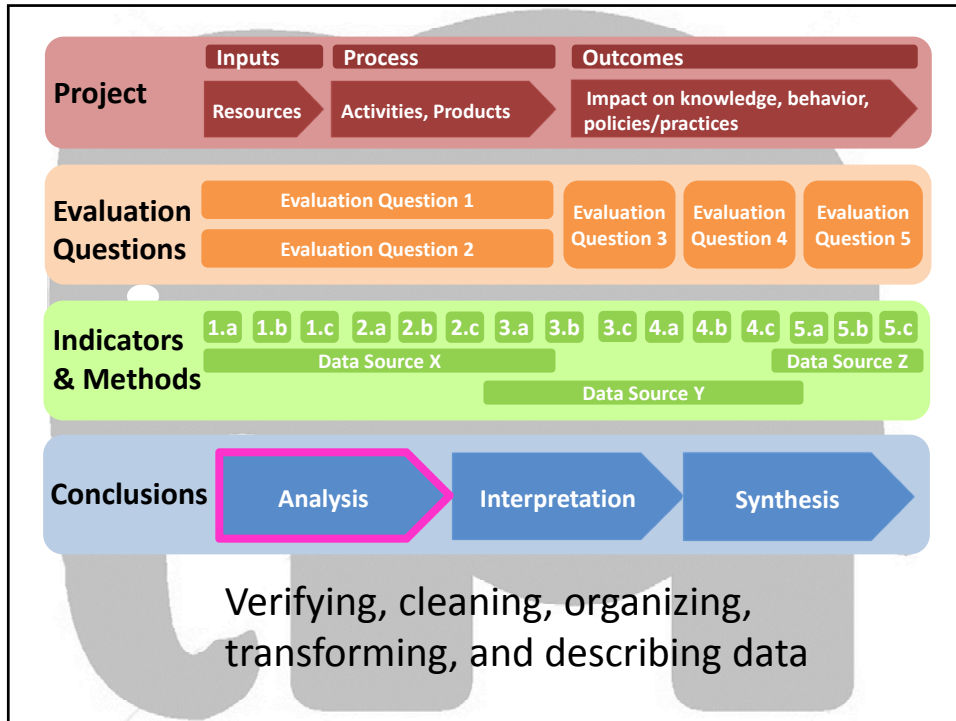 Inputs
Process
Outcomes
Project
Resources
Activities, Products
Impact on knowledge, behavior,
policies/practices
Evaluation
Questions
Evaluation Question 1
Evaluation Question 2
Evaluation
Question 3
Evaluation
Question 4
Evaluation
Question 5
Indicators
& Methods
1.a 1.b 1.c 2.a 2.b 2.c 3.a 3.b 3.c 4.a 4.b 4.c 5.a 5.b 5.c
Data Source X
Data Source Z
Data Source Y
Conclusions
Analysis
Interpretation
Synthesis
Verifying, cleaning, organizing,
transforming, and describing data